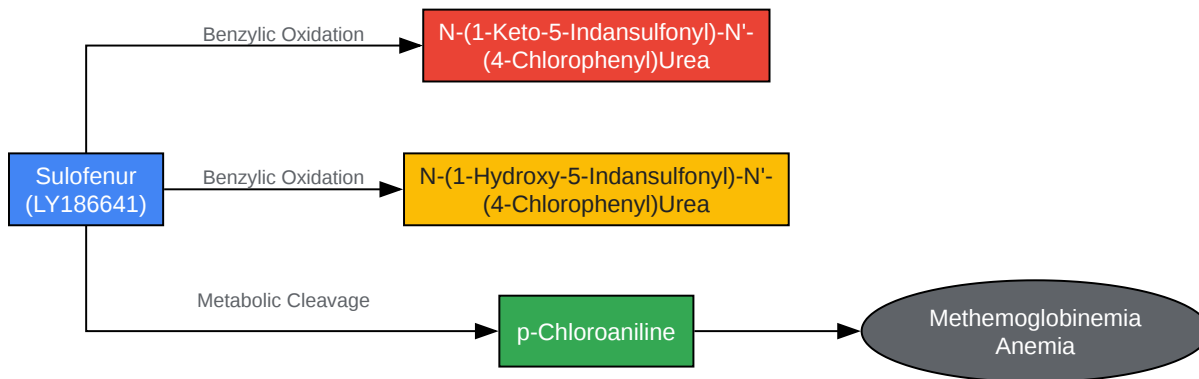 Benzylic Oxidation
N-(1-Keto-5-Indansulfonyl)-N'-
(4-Chlorophenyl)Urea
Sulofenur
(LY186641)
Benzylic Oxidation
N-(1-Hydroxy-5-Indansulfonyl)-N'-
(4-Chlorophenyl)Urea
Metabolic Cleavage
p-Chloroaniline
Methemoglobinemia
Anemia